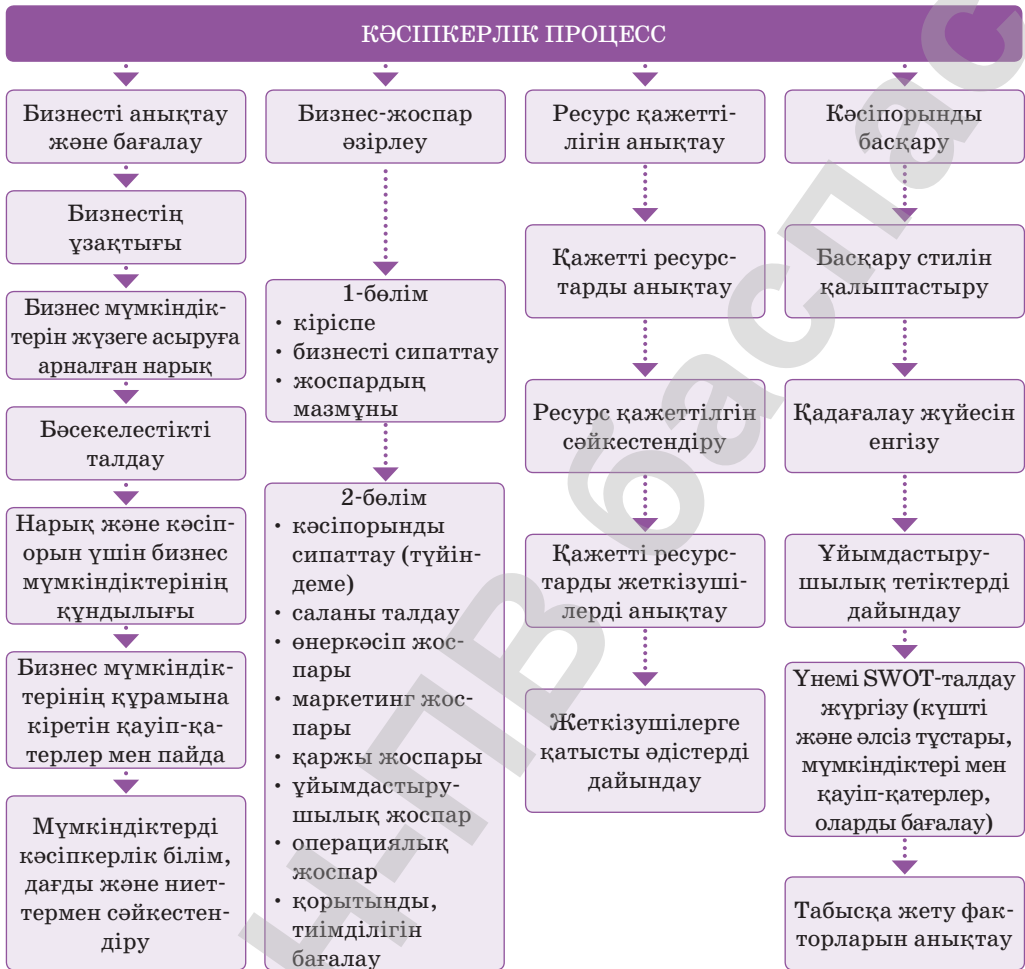 КӘСІПКЕРЛІК ПРОЦЕСС
Бизнесті анықтау
және бағалау
Бизнестің
ұзақтығы
Бизнес мүмкіндік-
терін жүзеге асыруға
арналған нарық
Бәсекелестікті
талдау
Нарық және кәсіп-
орын үшін бизнес
мүмкіндіктерінің
құндылығы
Бизнес мүмкіндік-
терінің құрамына
кіретін қауіп-қа-
терлер мен пайда
Мүмкіндіктерді
кәсіпкерлік білім,
дағды және ниет-
термен сәйкестен-
діру
Бизнес-жоспар
әзірлеу
1-бөлім
· кіріспе
· бизнесті сипаттау
· жоспардың
мазмұны
2-бөлім
· кәсіпорынды
сипаттау (түйін-
деме)
· саланы талдау
· өнеркәсіп жос-
пары
· маркетинг жос-
пары
· қаржы жоспары
· ұйымдастыру-
шылық жоспар
· операциялық
жоспар
· қорытынды,
тиімділігін
бағалау
Ресурс қажетті-
лігін анықтау
Қажетті ресурс-
тарды анықтау
Ресурс қажеттілгін
сәйкестендіру
Қажетті ресурс-
тарды жеткізуші-
лерді анықтау
Жеткізушілерге
қатысты әдістерді
дайындау
Кәсіпорынды
басқару
Басқару стилін
қалыптастыру
Қадағалау жүйесін
енгізу
Ұйымдастыру-
шылық тетіктерді
дайындау
Үнемі SWOT-талдау
жүргізу (күшті
және әлсіз тұстары,
мүмкіндіктері мен
қауіп-қатерлер,
оларды бағалау)
Табысқа жету фак-
торларын анықтау